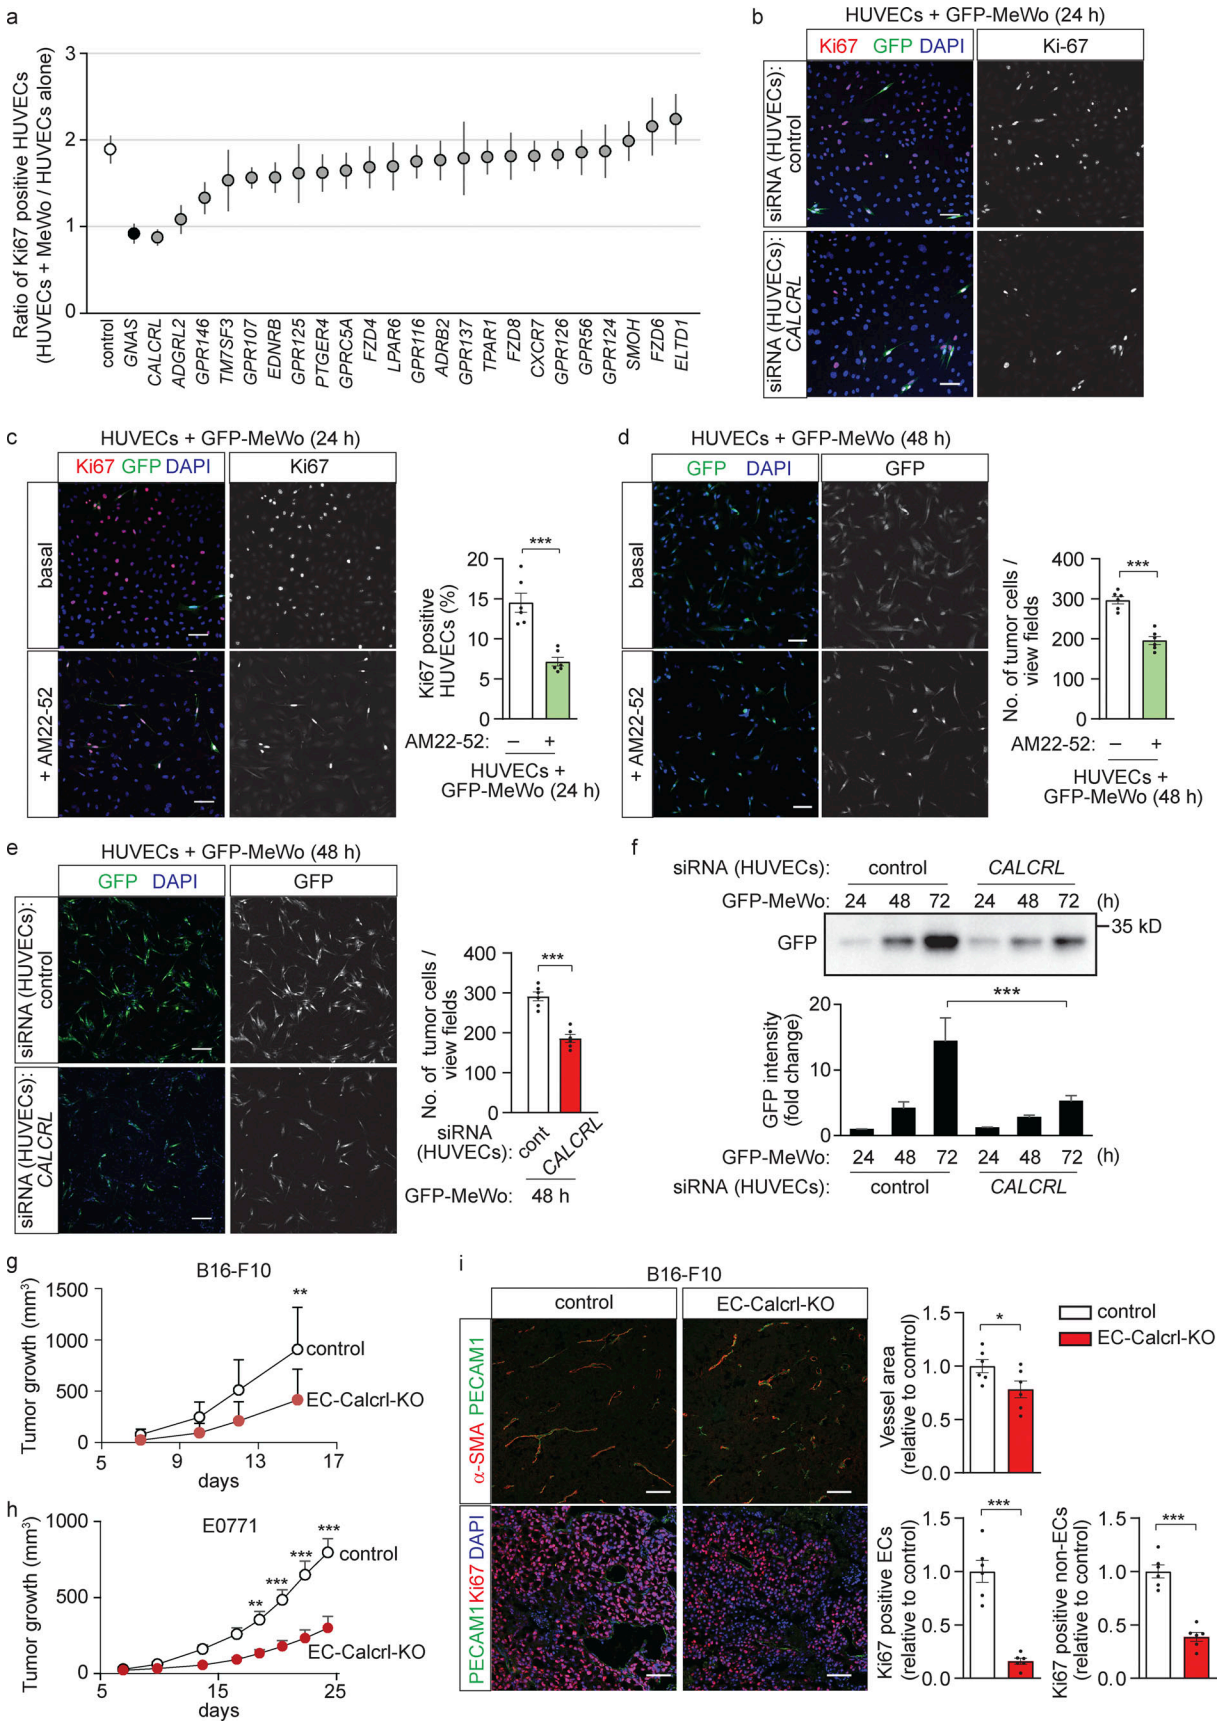 a
Ratio of Ki67 positive HUVECs
(HUVECs + MeWo / HUVECs alone)
3
2
1
0
control
GNAS
CALCRL
ADGRL2
GPR146
TM7SF3
GPR107
EDNRB
GPR125
PTGER4
GPRC5A
FZD4
LPAR6
GPR116
ADRB2
GPR137
TPAR1
FZD8
CXCR7
GPR126
GPR56
GPR124
SMOH
FZD6
ELTD1
b
HUVECs + GFP-MeWo (24 h)
Ki67 GFP DAPI
Ki-67
siRNA (HUVECs):
control
siRNA (HUVECs):
CALCRL
c
HUVECs + GFP-MeWo (24 h)
Ki67 GFP DAPI
Ki67
basal
+ AM22-52
Ki67 positive
HUVECs (%)
20
15
10
5
0
***
AM22-52: – +
HUVECs +
GFP-MeWo (24 h)
d
HUVECs + GFP-MeWo (48 h)
GFP DAPI
GFP
basal
+ AM22-52
No. of tumor cells /
view fields
400
300
200
100
0
***
AM22-52: – +
HUVECs +
GFP-MeWo (48 h)
e
HUVECs + GFP-MeWo (48 h)
GFP DAPI
GFP
siRNA (HUVECs):
control
siRNA (HUVECs):
CALCRL
No. of tumor cells /
view fields
400
300
200
100
0
***
siRNA
(HUVECs):
cont
CALCRL
GFP-MeWo: 48 h
f
siRNA (HUVECs): control CALCRL
GFP-MeWo: 24 48 72 24 48 72 (h)
GFP
35 kD
GFP intensity
(fold change)
20
10
0
***
GFP-MeWo: 24 48 72 24 48 72 (h)
siRNA (HUVECs): control CALCRL
g
B16-F10
Tumor growth (mm³)
1500
1000
500
0
**
control
EC-Calcrl-KO
5 9 13 17
days
h
E0771
Tumor growth (mm³)
1000
500
0
**
***
***
***
control
EC-Calcrl-KO
5 15 25
days
i
B16-F10
control
EC-Calcrl-KO
α-SMA PECAM1
PECAM1Ki67 DAPI
Vessel area
(relative to control)
1.5
1.0
0.5
0.0
*
control
EC-Calcrl-KO
Ki67 positive ECs
(relative to control)
1.5
1.0
0.5
0.0
***
Ki67 positive non-ECs
(relative to control)
1.5
1.0
0.5
0.0
***